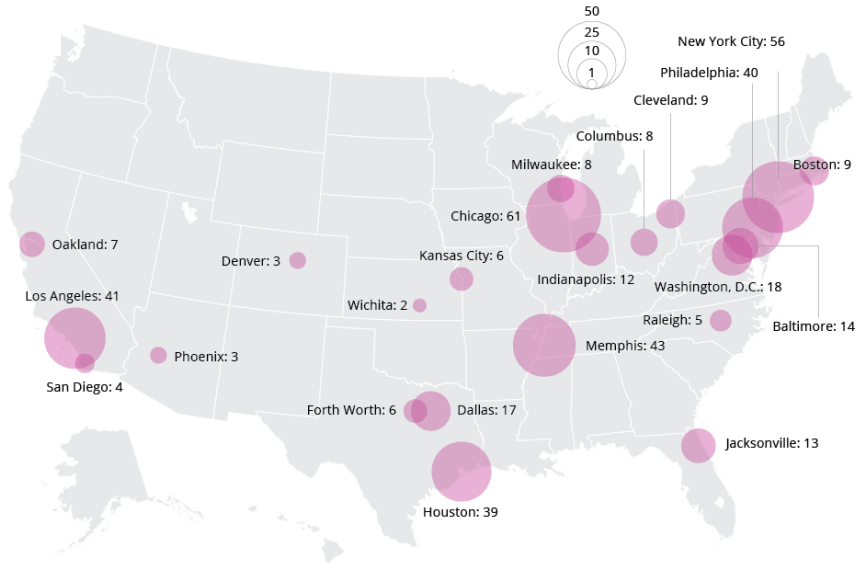 50
25
10
1
New York City: 56
Philadelphia: 40
Cleveland: 9
Columbus: 8
Milwaukee: 8
Boston: 9
Chicago: 61
Oakland: 7
Kansas City: 6
Denver: 3
Indianapolis: 12
Washington, D.C.: 18
Los Angeles: 41
Wichita: 2
Raleigh: 5
Baltimore: 14
Memphis: 43
Phoenix: 3
San Diego: 4
Forth Worth: 6
Dallas: 17
Jacksonville: 13
Houston: 39